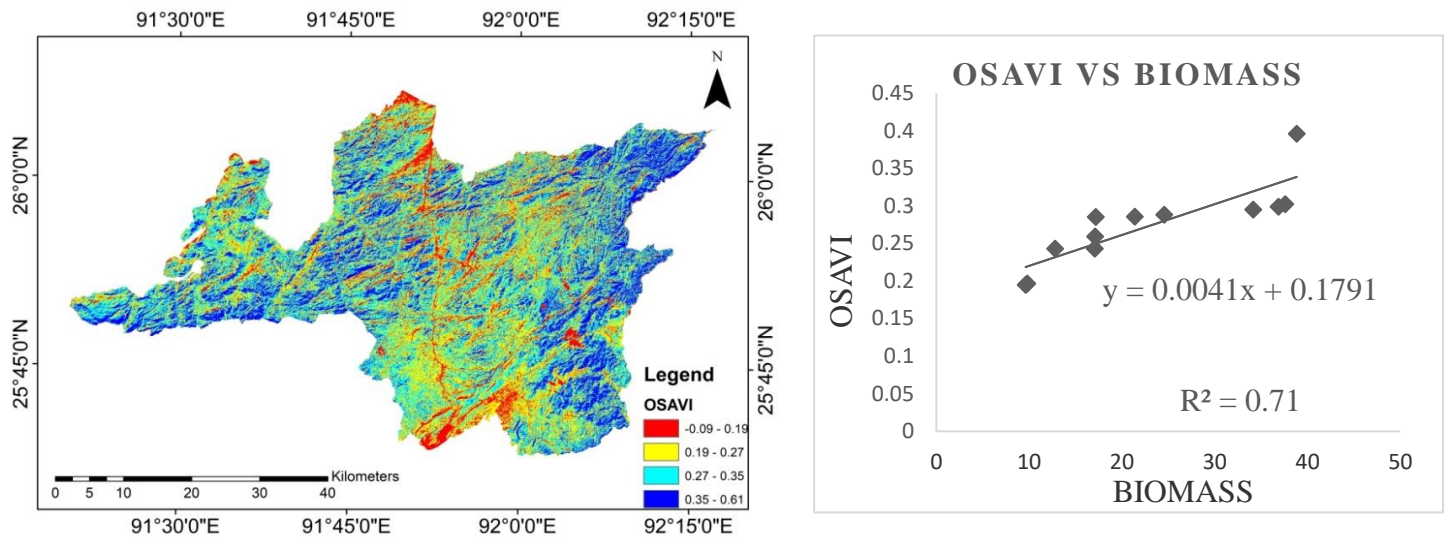 91°30'0"E 91°45'0"E 92°0'0"E 92°15'0"E
N
26°0'0"N
26°0'0"N
25°45'0"N
25°45'0"N
Legend
OSAVI
-0.09 - 0.19
0.19 - 0.27
0.27 - 0.35
0.35 - 0.61
Kilometers
0 5 10 20 30 40
91°30'0"E 91°45'0"E 92°0'0"E 92°15'0"E
OSAVI VS BIOMASS
0.45
0.4
0.35
0.3
0.25
0.2
0.15
0.1
0.05
0
OSAVI
y = 0.0041x + 0.1791
R² = 0.71
0 10 20 30 40 50
BIOMASS